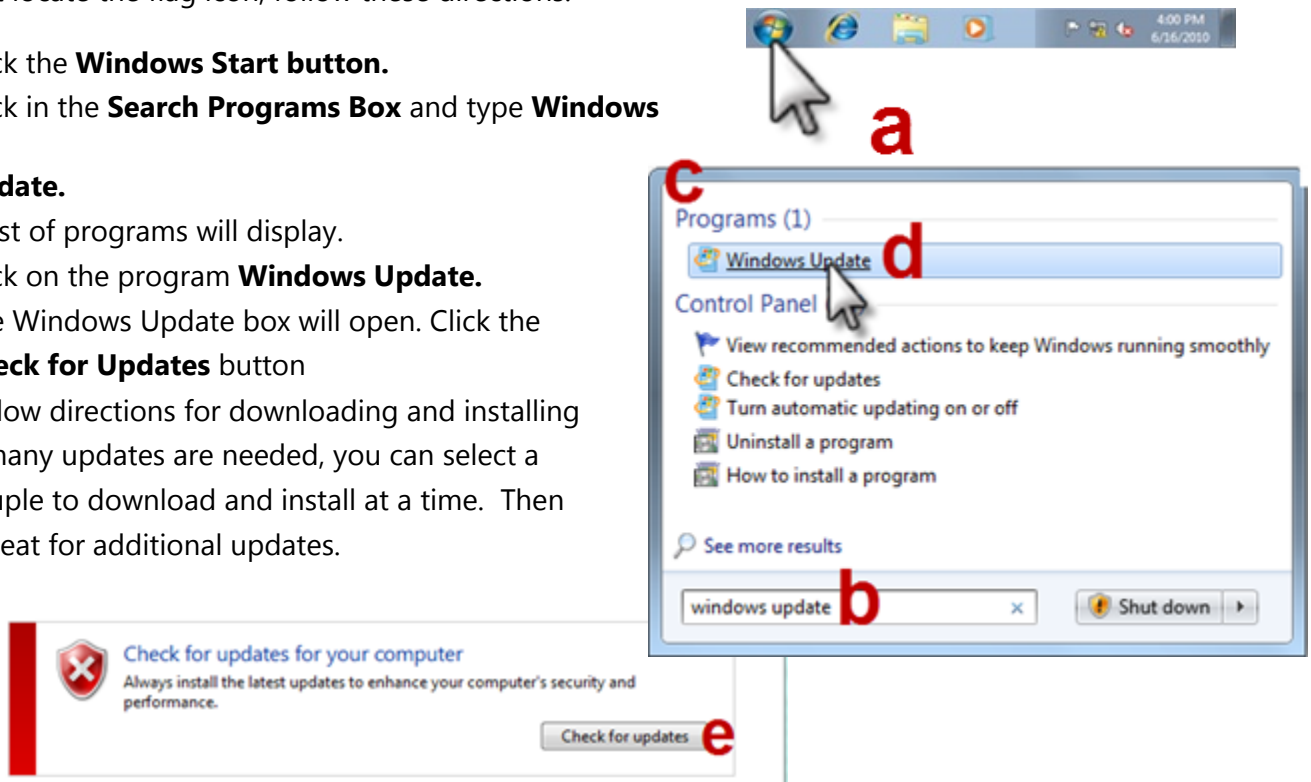 locate the flag icon, follow these directions:
ck the Windows Start button.
ck in the Search Programs Box and type Windows
date.
st of programs will display.
ck on the program Windows Update.
e Windows Update box will open. Click the
eck for Updates button
low directions for downloading and installing
many updates are needed, you can select a
uple to download and install at a time. Then
eat for additional updates.
4:00 PM
6/16/2010
a
c
Programs (1)
Windows Update
d
Control Panel
View recommended actions to keep Windows running smoothly
Check for updates
Turn automatic updating on or off
Uninstall a program
How to install a program
See more results
windows update b
Shut down
Check for updates for your computer
Always install the latest updates to enhance your computer's security and
performance.
Check for updates e